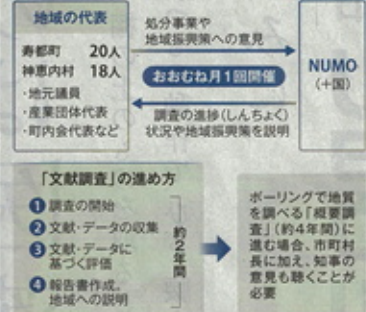 地域の代表
寿都町 20人
神恵内村 18人
・地元議員
・産業団体代表
・町内会代表など
処分事業や
地域振興策への意見
おおむね月1回開催
調査の進捗(しんちょく)
状況や地域振興策を説明
NUMO
(+国)
「文献調査」の進め方
1 調査の開始
2 文献・データの収集
3 文献・データに
基づく評価
4 報告書作成、
地域への説明
約2年間
ボーリングで地質
を調べる「概要調
査」(約4年間)に
進む場合、市町村
長に加え、知事の
意見も聴くことが
必要